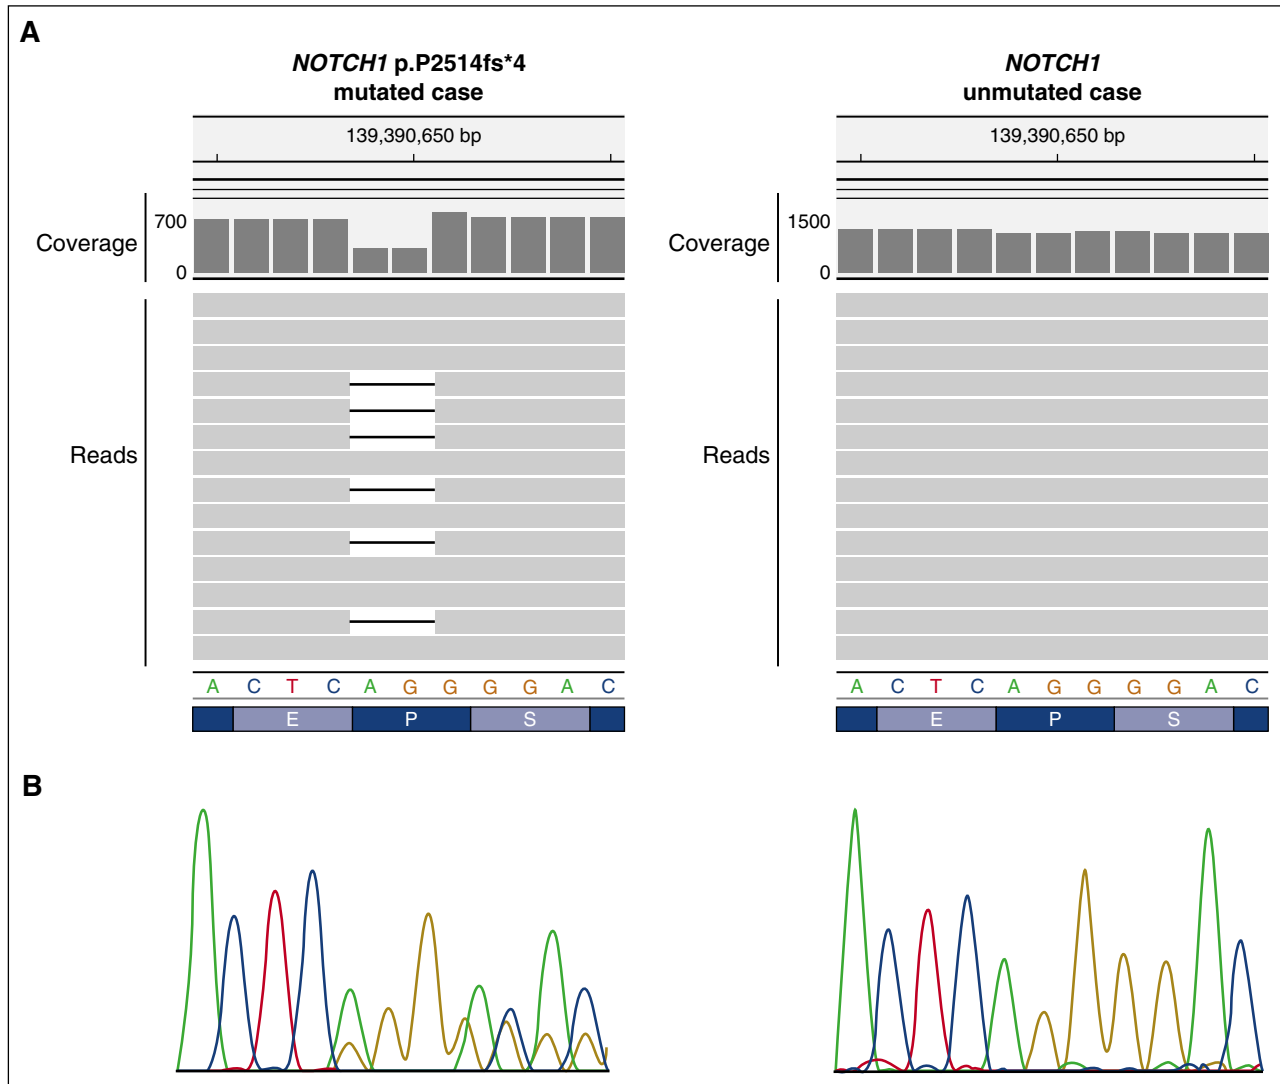 A
NOTCH1 p.P2514fs*4
mutated case
139,390,650 bp
Coverage
700
0
Reads
A C T C A G G G G A C
E P S
NOTCH1
unmutated case
139,390,650 bp
Coverage
1500
0
Reads
A C T C A G G G G A C
E P S
B